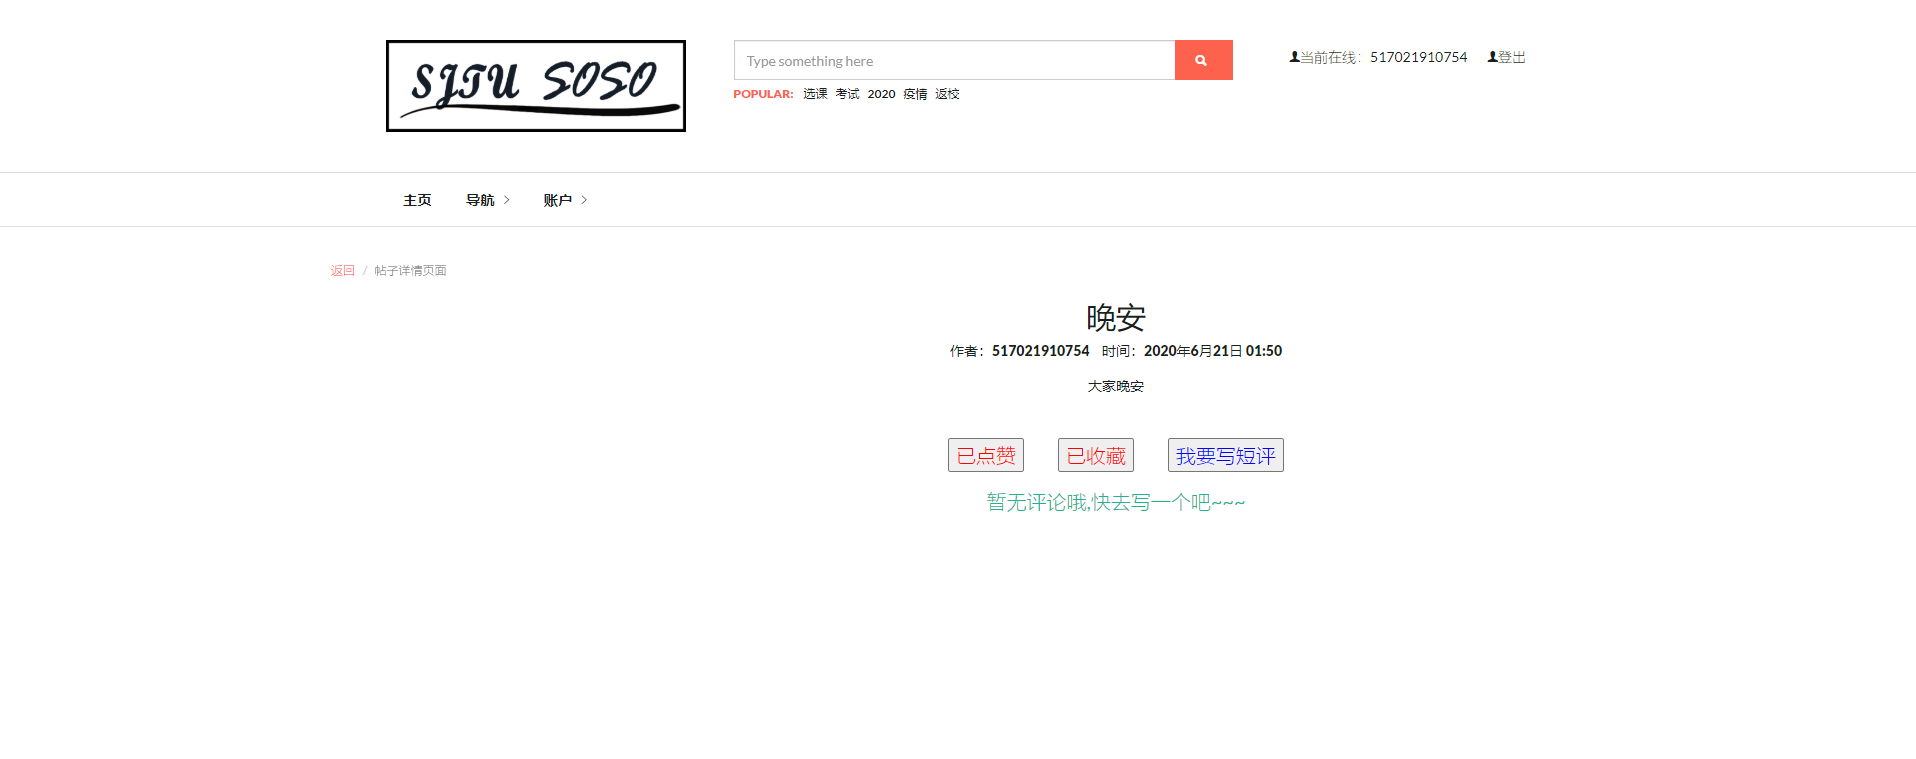 SJTU SOSO
Type something here
POPULAR: 选课 考试 2020 疫情 返校
当前在线：517021910754 登出
主页 导航 账户
返回 / 帖子详情页面
晚安
作者：517021910754 时间：2020年6月21日 01:50
大家晚安
已点赞 已收藏 我要写短评
暂无评论哦,快去写一个吧~~~